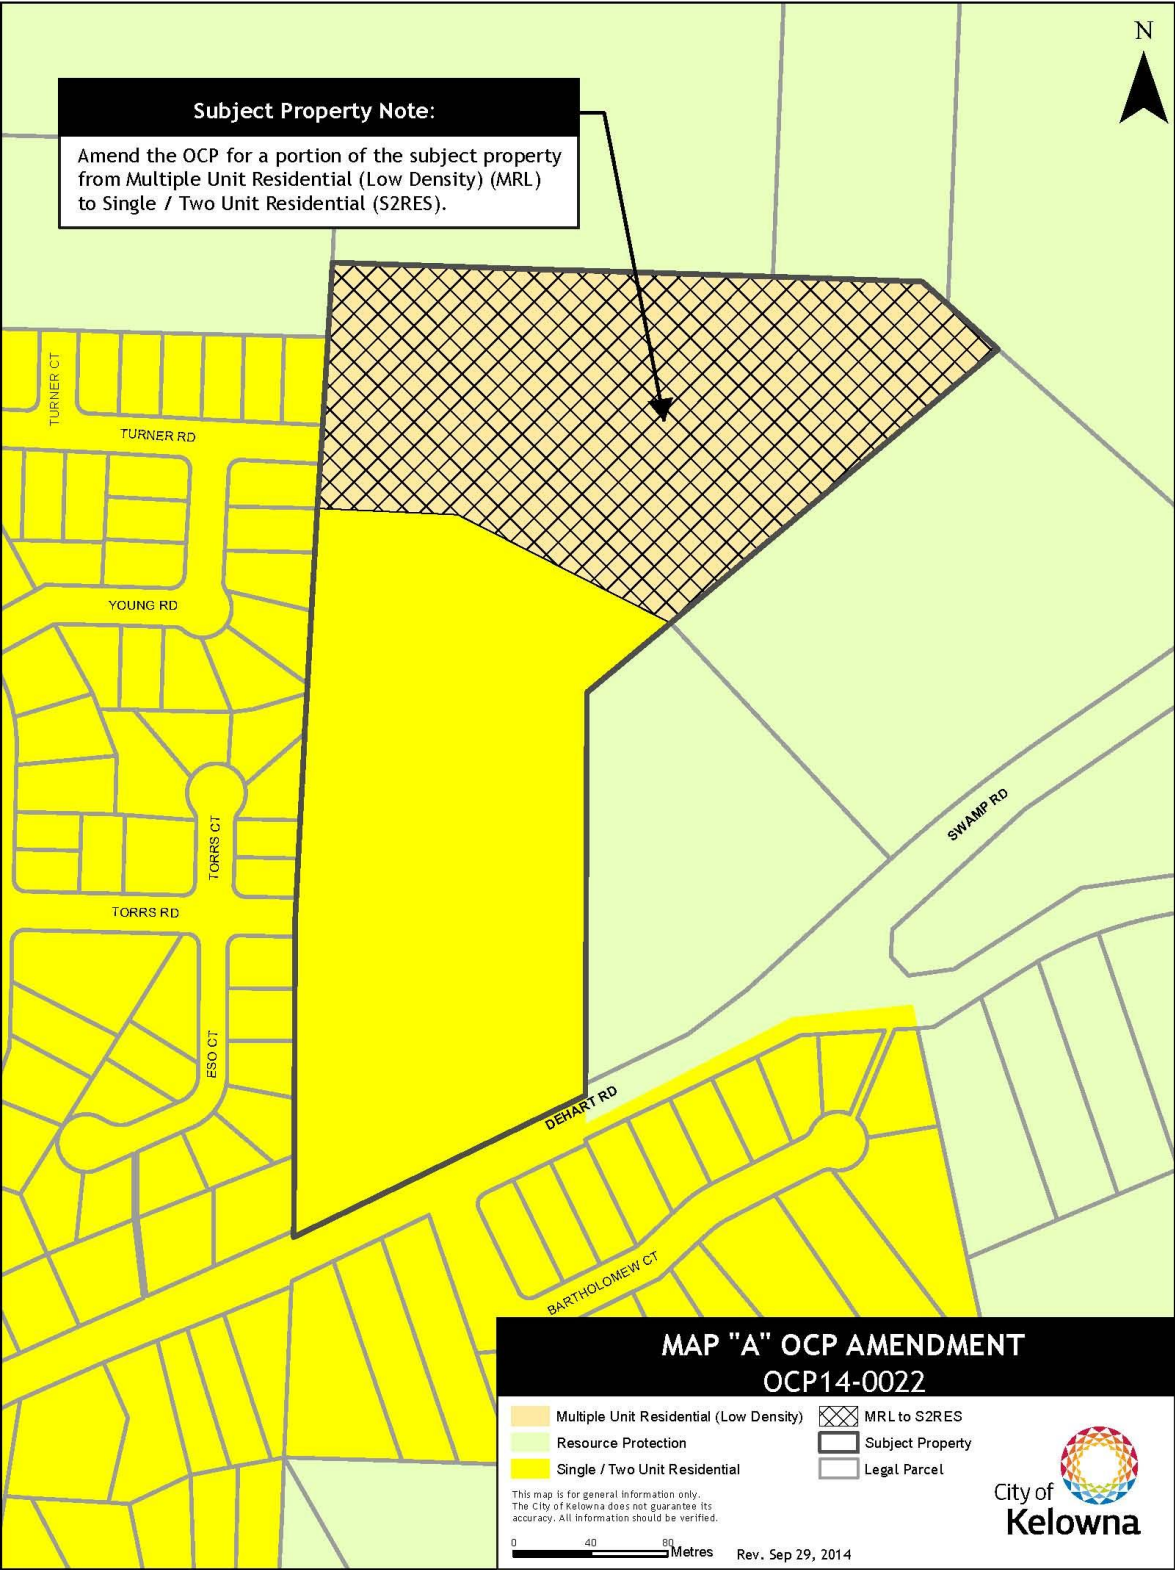 N
Subject Property Note:
Amend the OCP for a portion of the subject property
from Multiple Unit Residential (Low Density) (MRL)
to Single / Two Unit Residential (S2RES).
TURNER CT
TURNER RD
YOUNG RD
TORRS CT
SWAMP RD
TORRS RD
ESO CT
DEHART RD
BARTHOLOMEW CT
MAP "A" OCP AMENDMENT
OCP14-0022
Multiple Unit Residential (Low Density)
Resource Protection
Single / Two Unit Residential
MRL to S2RES
Subject Property
Legal Parcel
This map is for general information only.
The City of Kelowna does not guarantee its
accuracy. All information should be verified.
0 40 80
Metres
Rev. Sep 29, 2014
City of
Kelowna